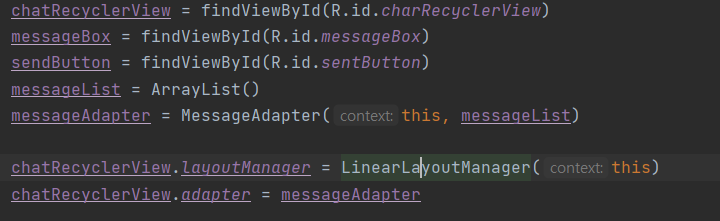 chatRecyclerView = findViewById(R.id.charRecyclerView)
messageBox = findViewById(R.id.messageBox)
sendButton = findViewById(R.id.sentButton)
messageList = ArrayList()
messageAdapter = MessageAdapter( context: this, messageList)
chatRecyclerView.layoutManager = LinearLayoutManager( context: this)
chatRecyclerView.adapter = messageAdapter